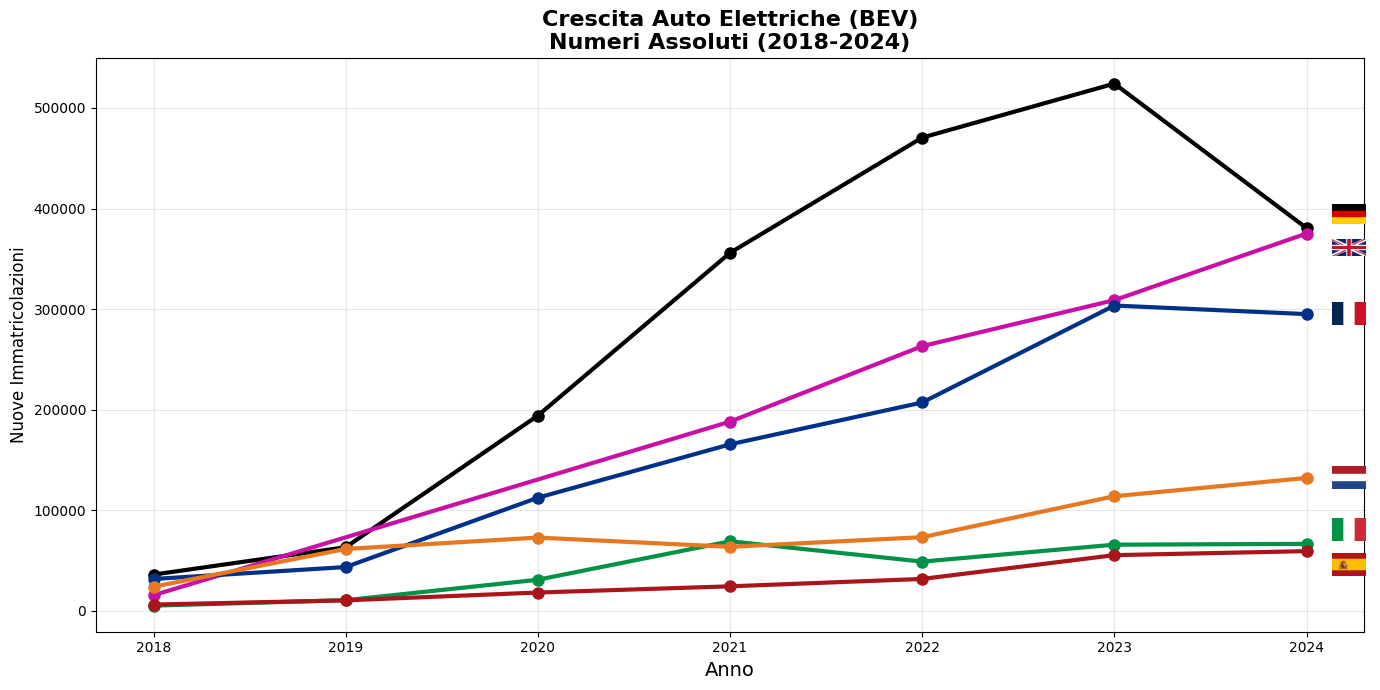 Crescita Auto Elettriche (BEV)
Numeri Assoluti (2018-2024)
Nuove Immatricolazioni
500000
400000
300000
200000
100000
0
2018 2019 2020 2021 2022 2023 2024
Anno